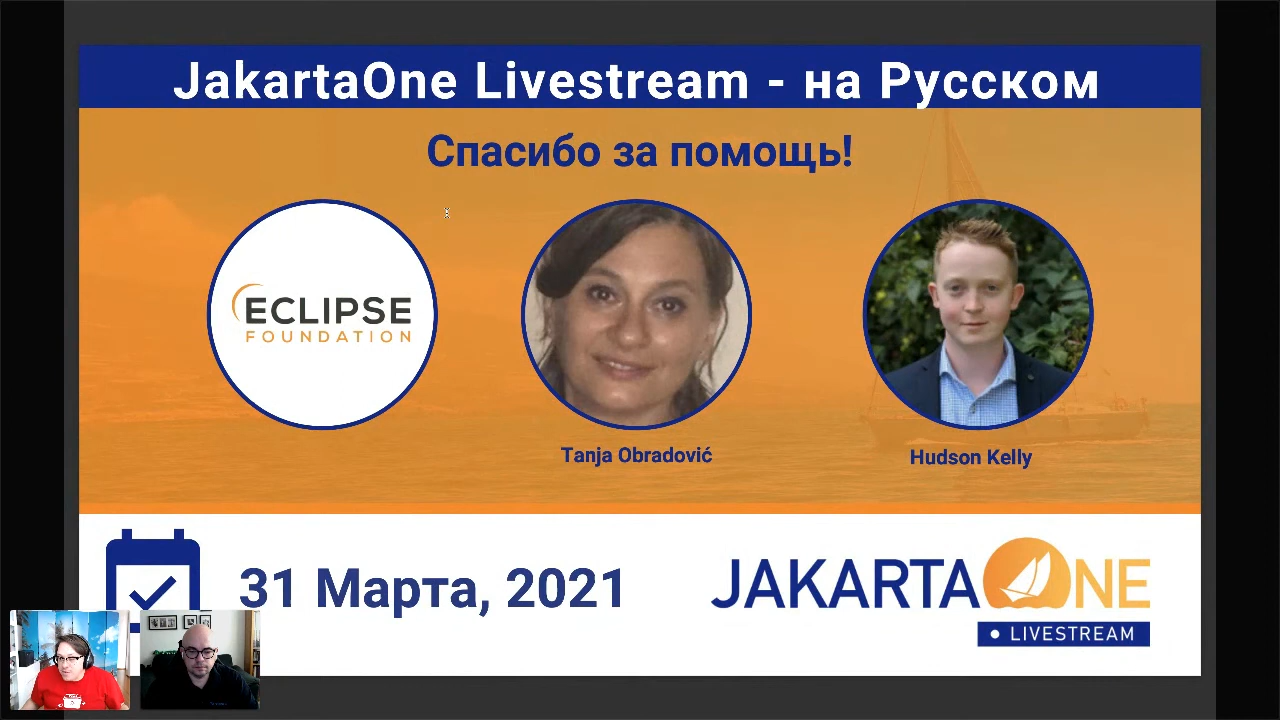 JakartaOne Livestream - на Русском
Спасибо за помощь!
ECLIPSE
FOUNDATION
Tanja Obradović
Hudson Kelly
31 Марта, 2021
JAKARTA ONE
LIVESTREAM